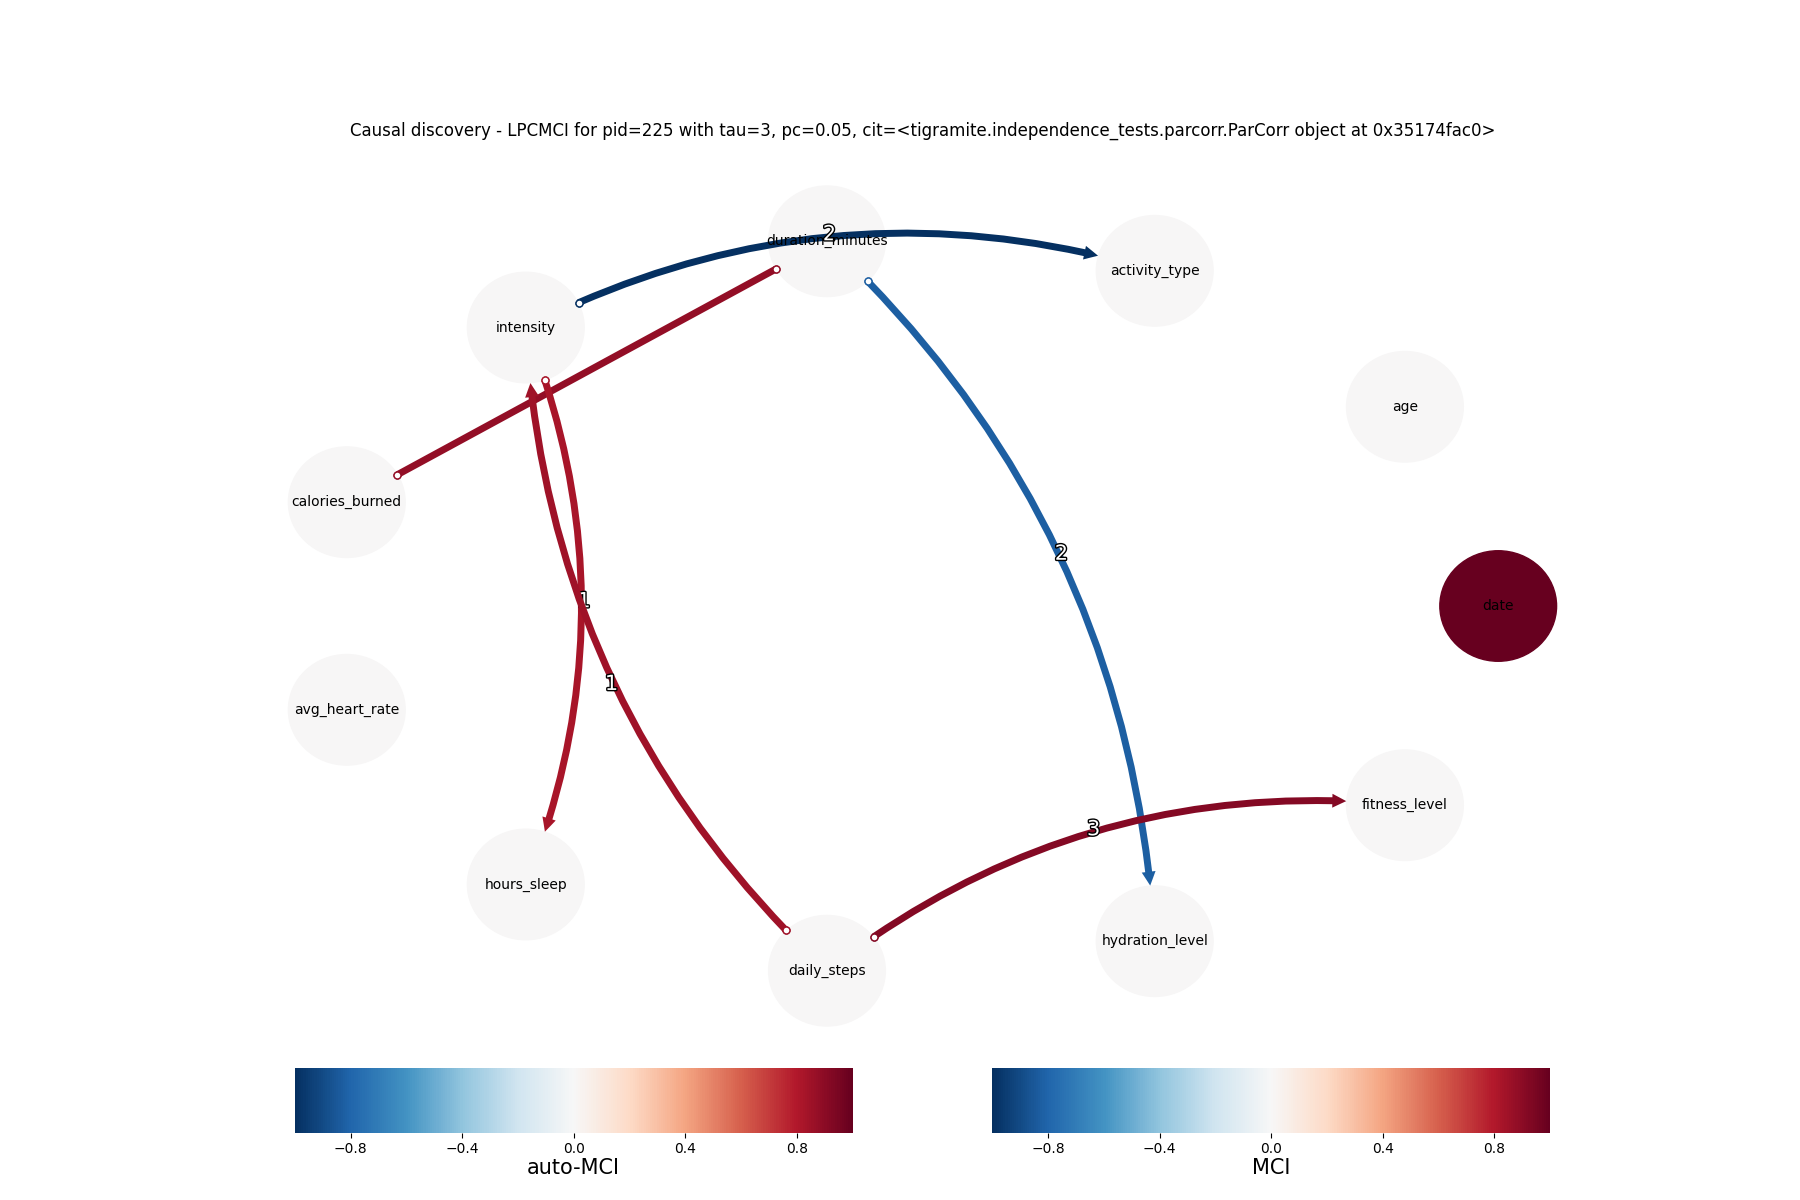 Causal discovery - LPCMCI for pid=225 with tau=3, pc=0.05, cit=<tigramite.independence_tests.parcorr.ParCorr object at 0x35174fac0>
2
duration_minutes
activity_type
intensity
age
calories_burned
2
1
date
1
avg_heart_rate
fitness_level
3
hours_sleep
hydration_level
daily_steps
−0.8 −0.4 0.0 0.4 0.8
auto-MCI
−0.8 −0.4 0.0 0.4 0.8
MCI